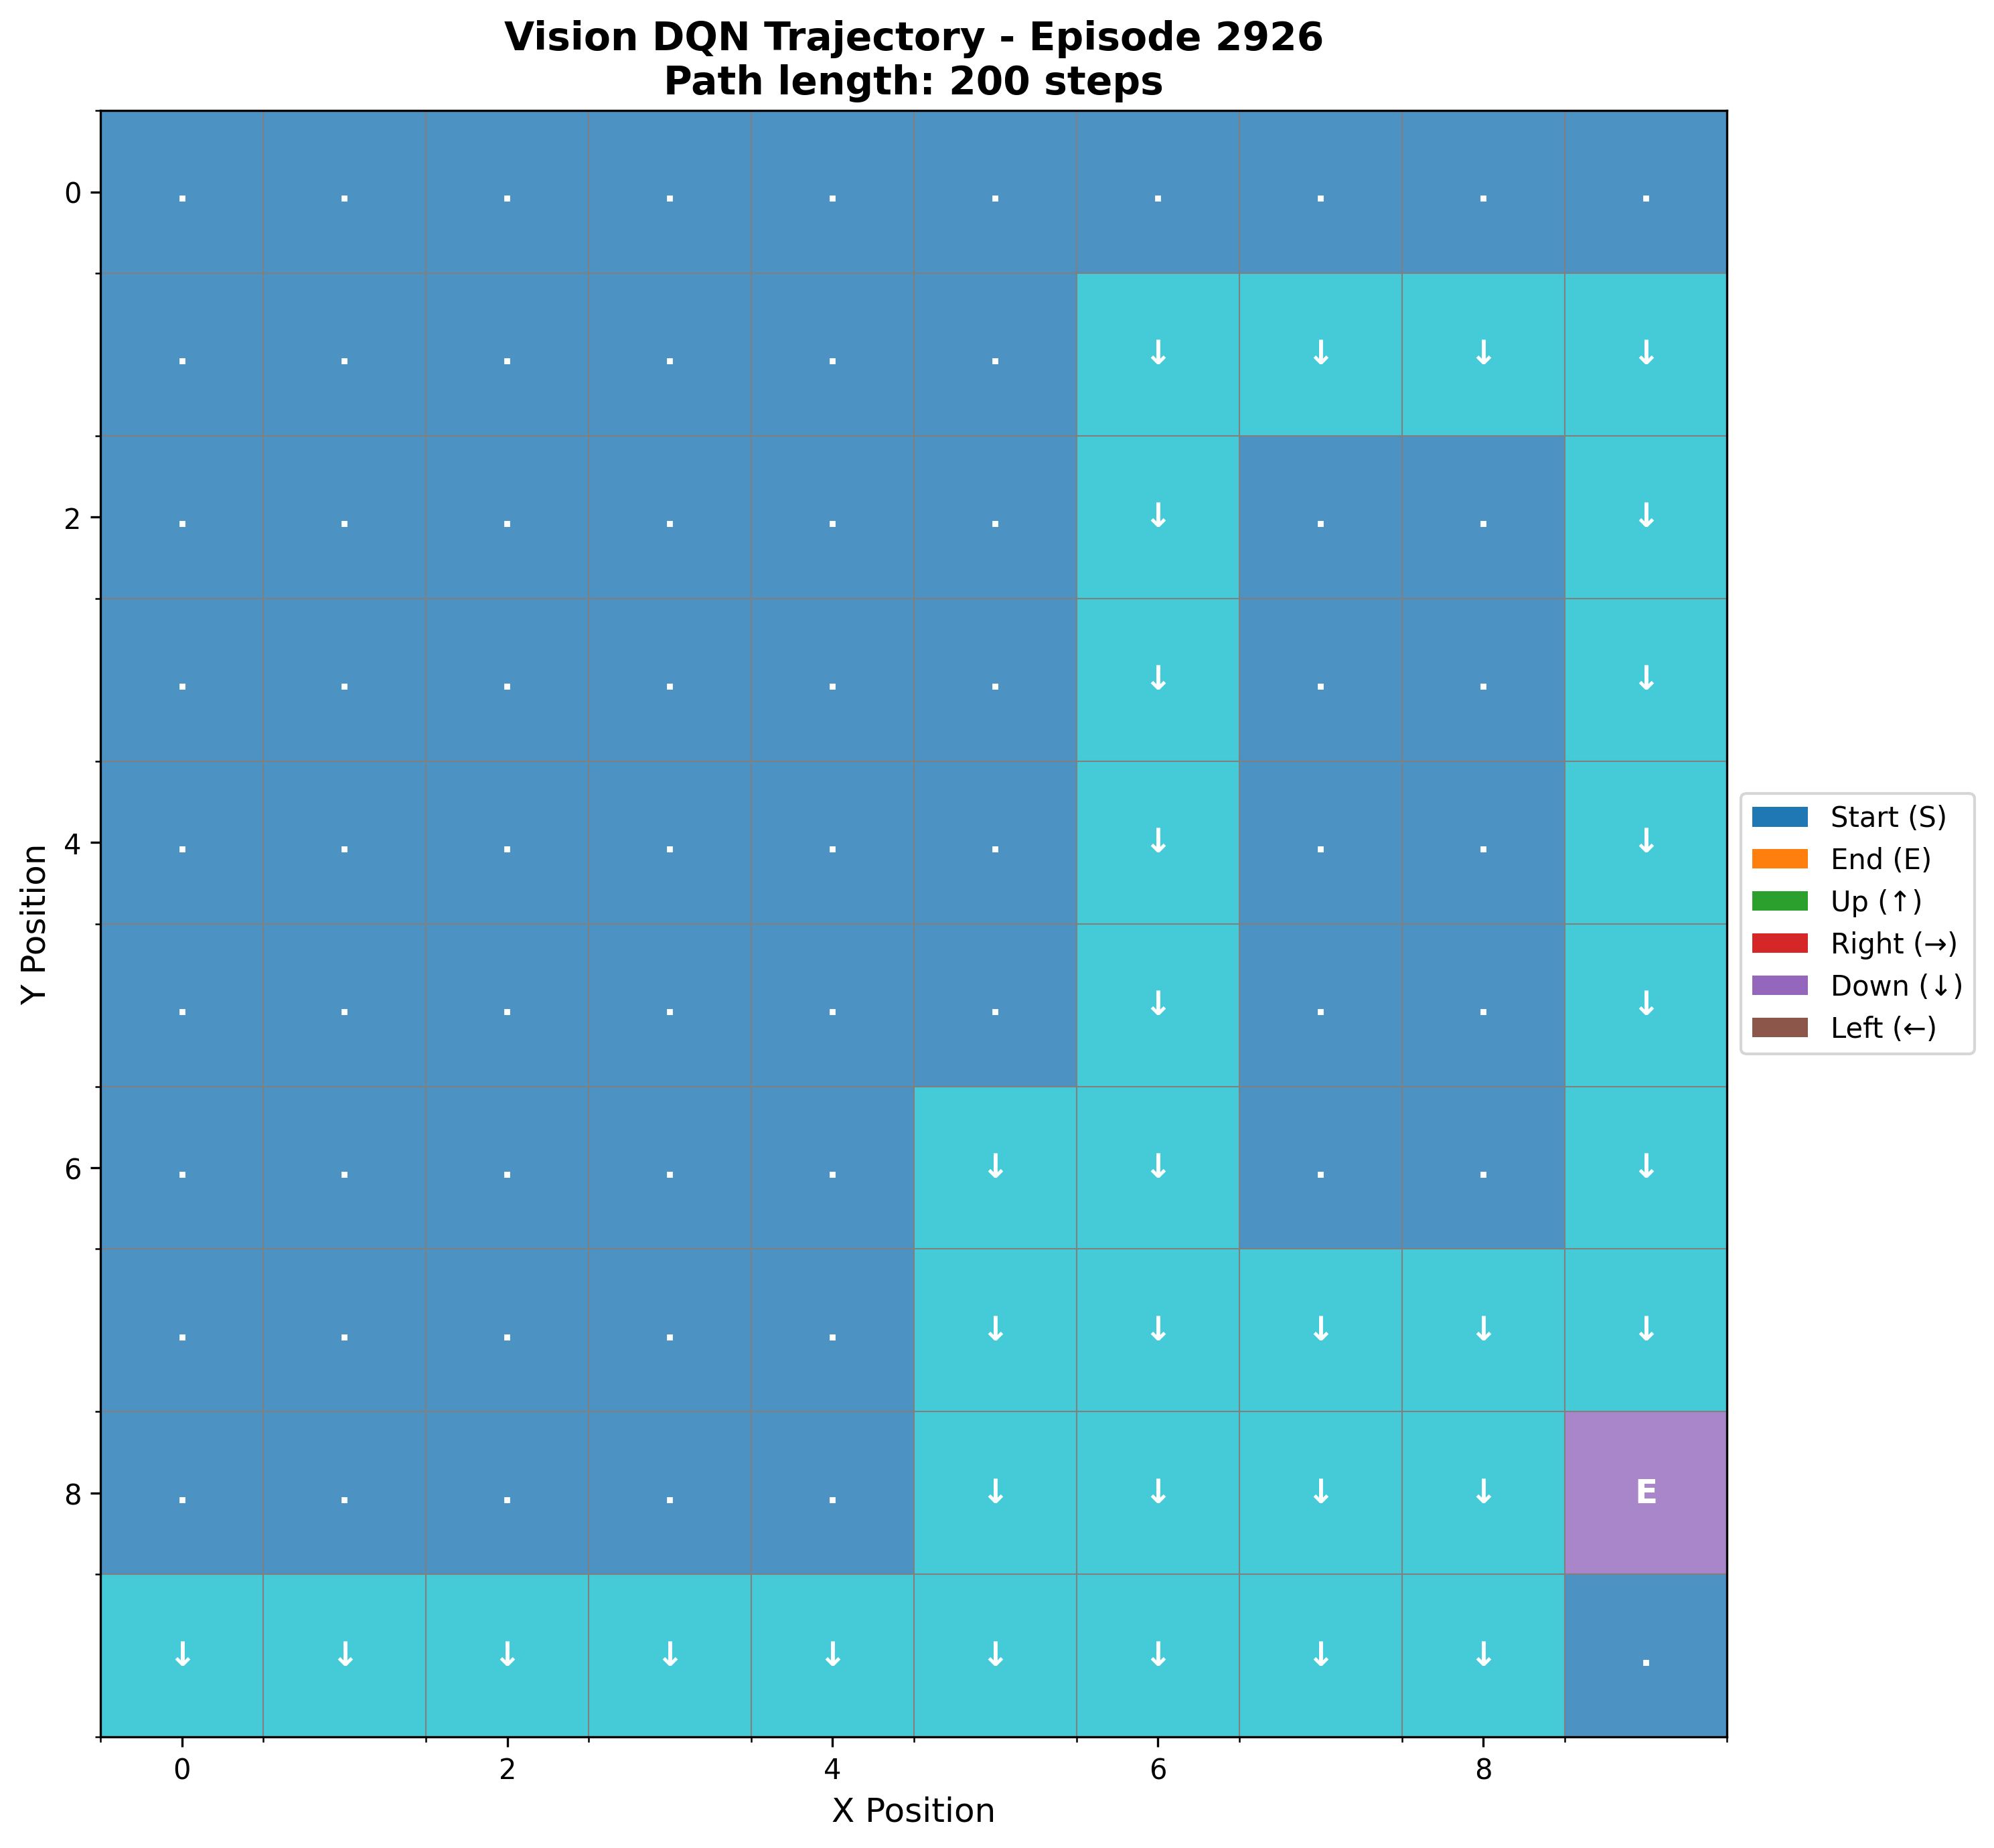 Vision DQN Trajectory - Episode 2926
Path length: 200 steps
0 . . . . . . . . . .
. . . . . . ↓ ↓ ↓ ↓
2 . . . . . . ↓ . . ↓
. . . . . . ↓ . . ↓
4 . . . . . . ↓ . . ↓
. . . . . . ↓ . . ↓
6 . . . . . ↓ ↓ . . ↓
. . . . . ↓ ↓ ↓ ↓ ↓
8 . . . . . ↓ ↓ ↓ ↓ E
↓ ↓ ↓ ↓ ↓ ↓ ↓ ↓ ↓ .
0 2 4 6 8
X Position
Y Position
Start (S)
End (E)
Up (↑)
Right (→)
Down (↓)
Left (←)